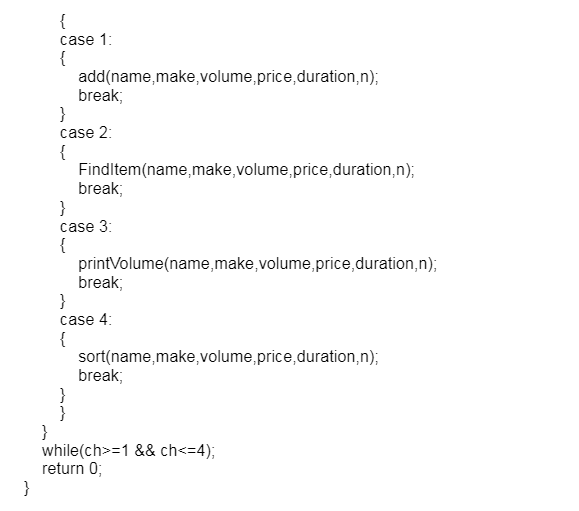 {
case 1:
{
add(name,make,volume,price,duration,n);
break;
}
case 2:
{
FindItem(name,make,volume,price,duration,n);
break;
}
case 3:
{
printVolume(name,make,volume,price,duration,n);
break;
}
case 4:
{
sort(name,make,volume,price,duration,n);
break;
}
}
}
while(ch>=1 && ch<=4);
return 0;
}